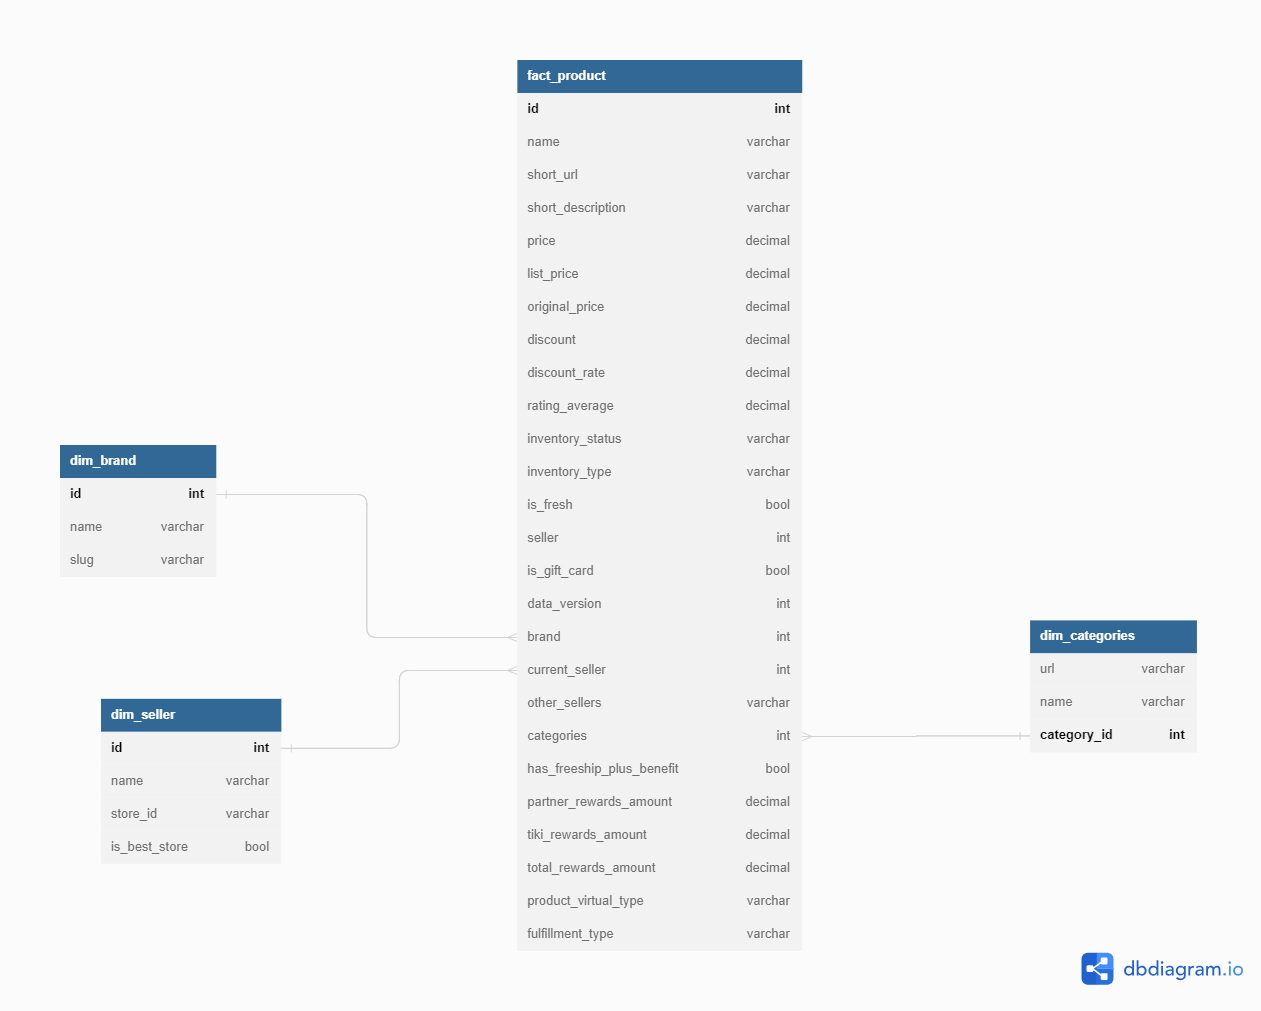 fact_product
id int
name varchar
short_url varchar
short_description varchar
price decimal
list_price decimal
original_price decimal
discount decimal
discount_rate decimal
rating_average decimal
inventory_status varchar
inventory_type varchar
is_fresh bool
seller int
is_gift_card bool
data_version int
brand int
current_seller int
other_sellers varchar
categories int
has_freeship_plus_benefit bool
partner_rewards_amount decimal
tiki_rewards_amount decimal
total_rewards_amount decimal
product_virtual_type varchar
fulfillment_type varchar
dim_brand
id int
name varchar
slug varchar
dim_seller
id int
name varchar
store_id varchar
is_best_store bool
dim_categories
url varchar
name varchar
category_id int
dbdiagram.io